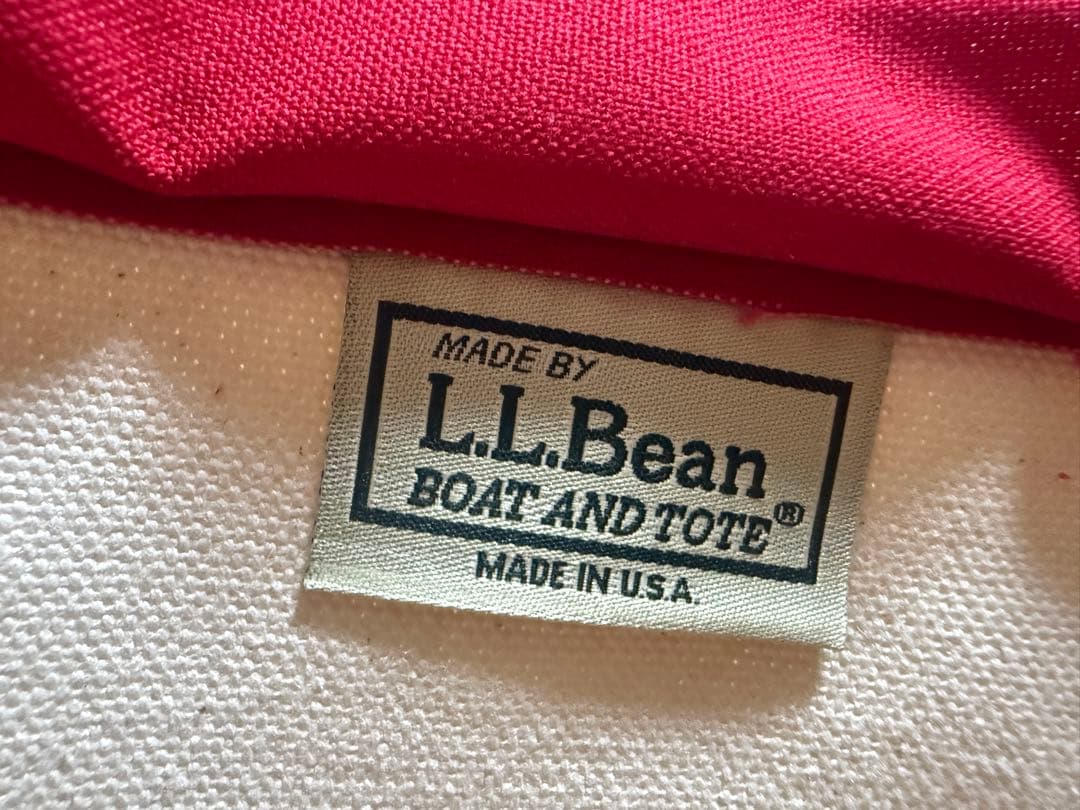 MADE BY
L.L.Bean
BOAT AND TOTE®
MADE IN U.S.A.